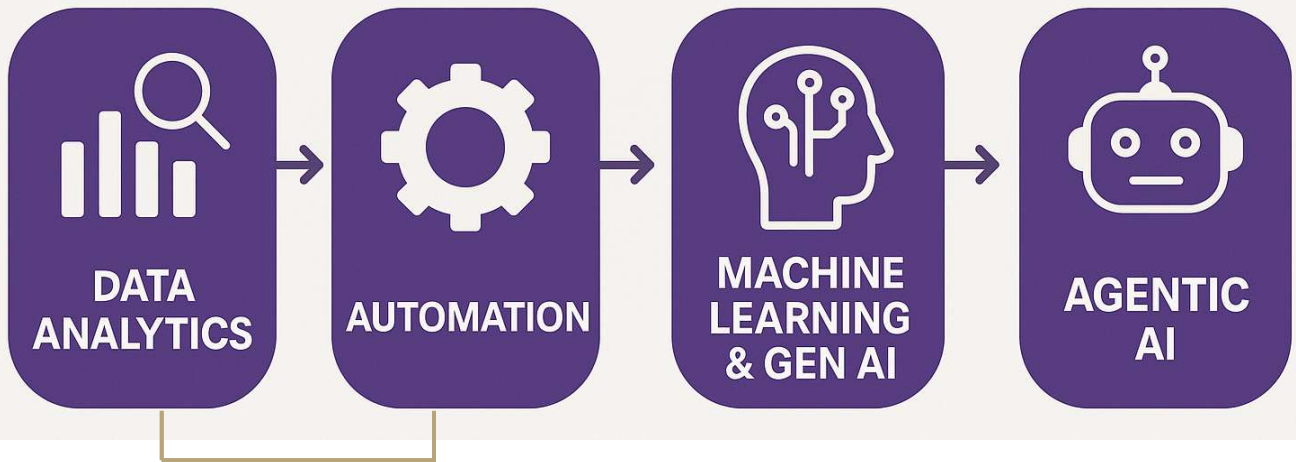 DATA
ANALYTICS
AUTOMATION
MACHINE
LEARNING
& GEN AI
AGENTIC
AI